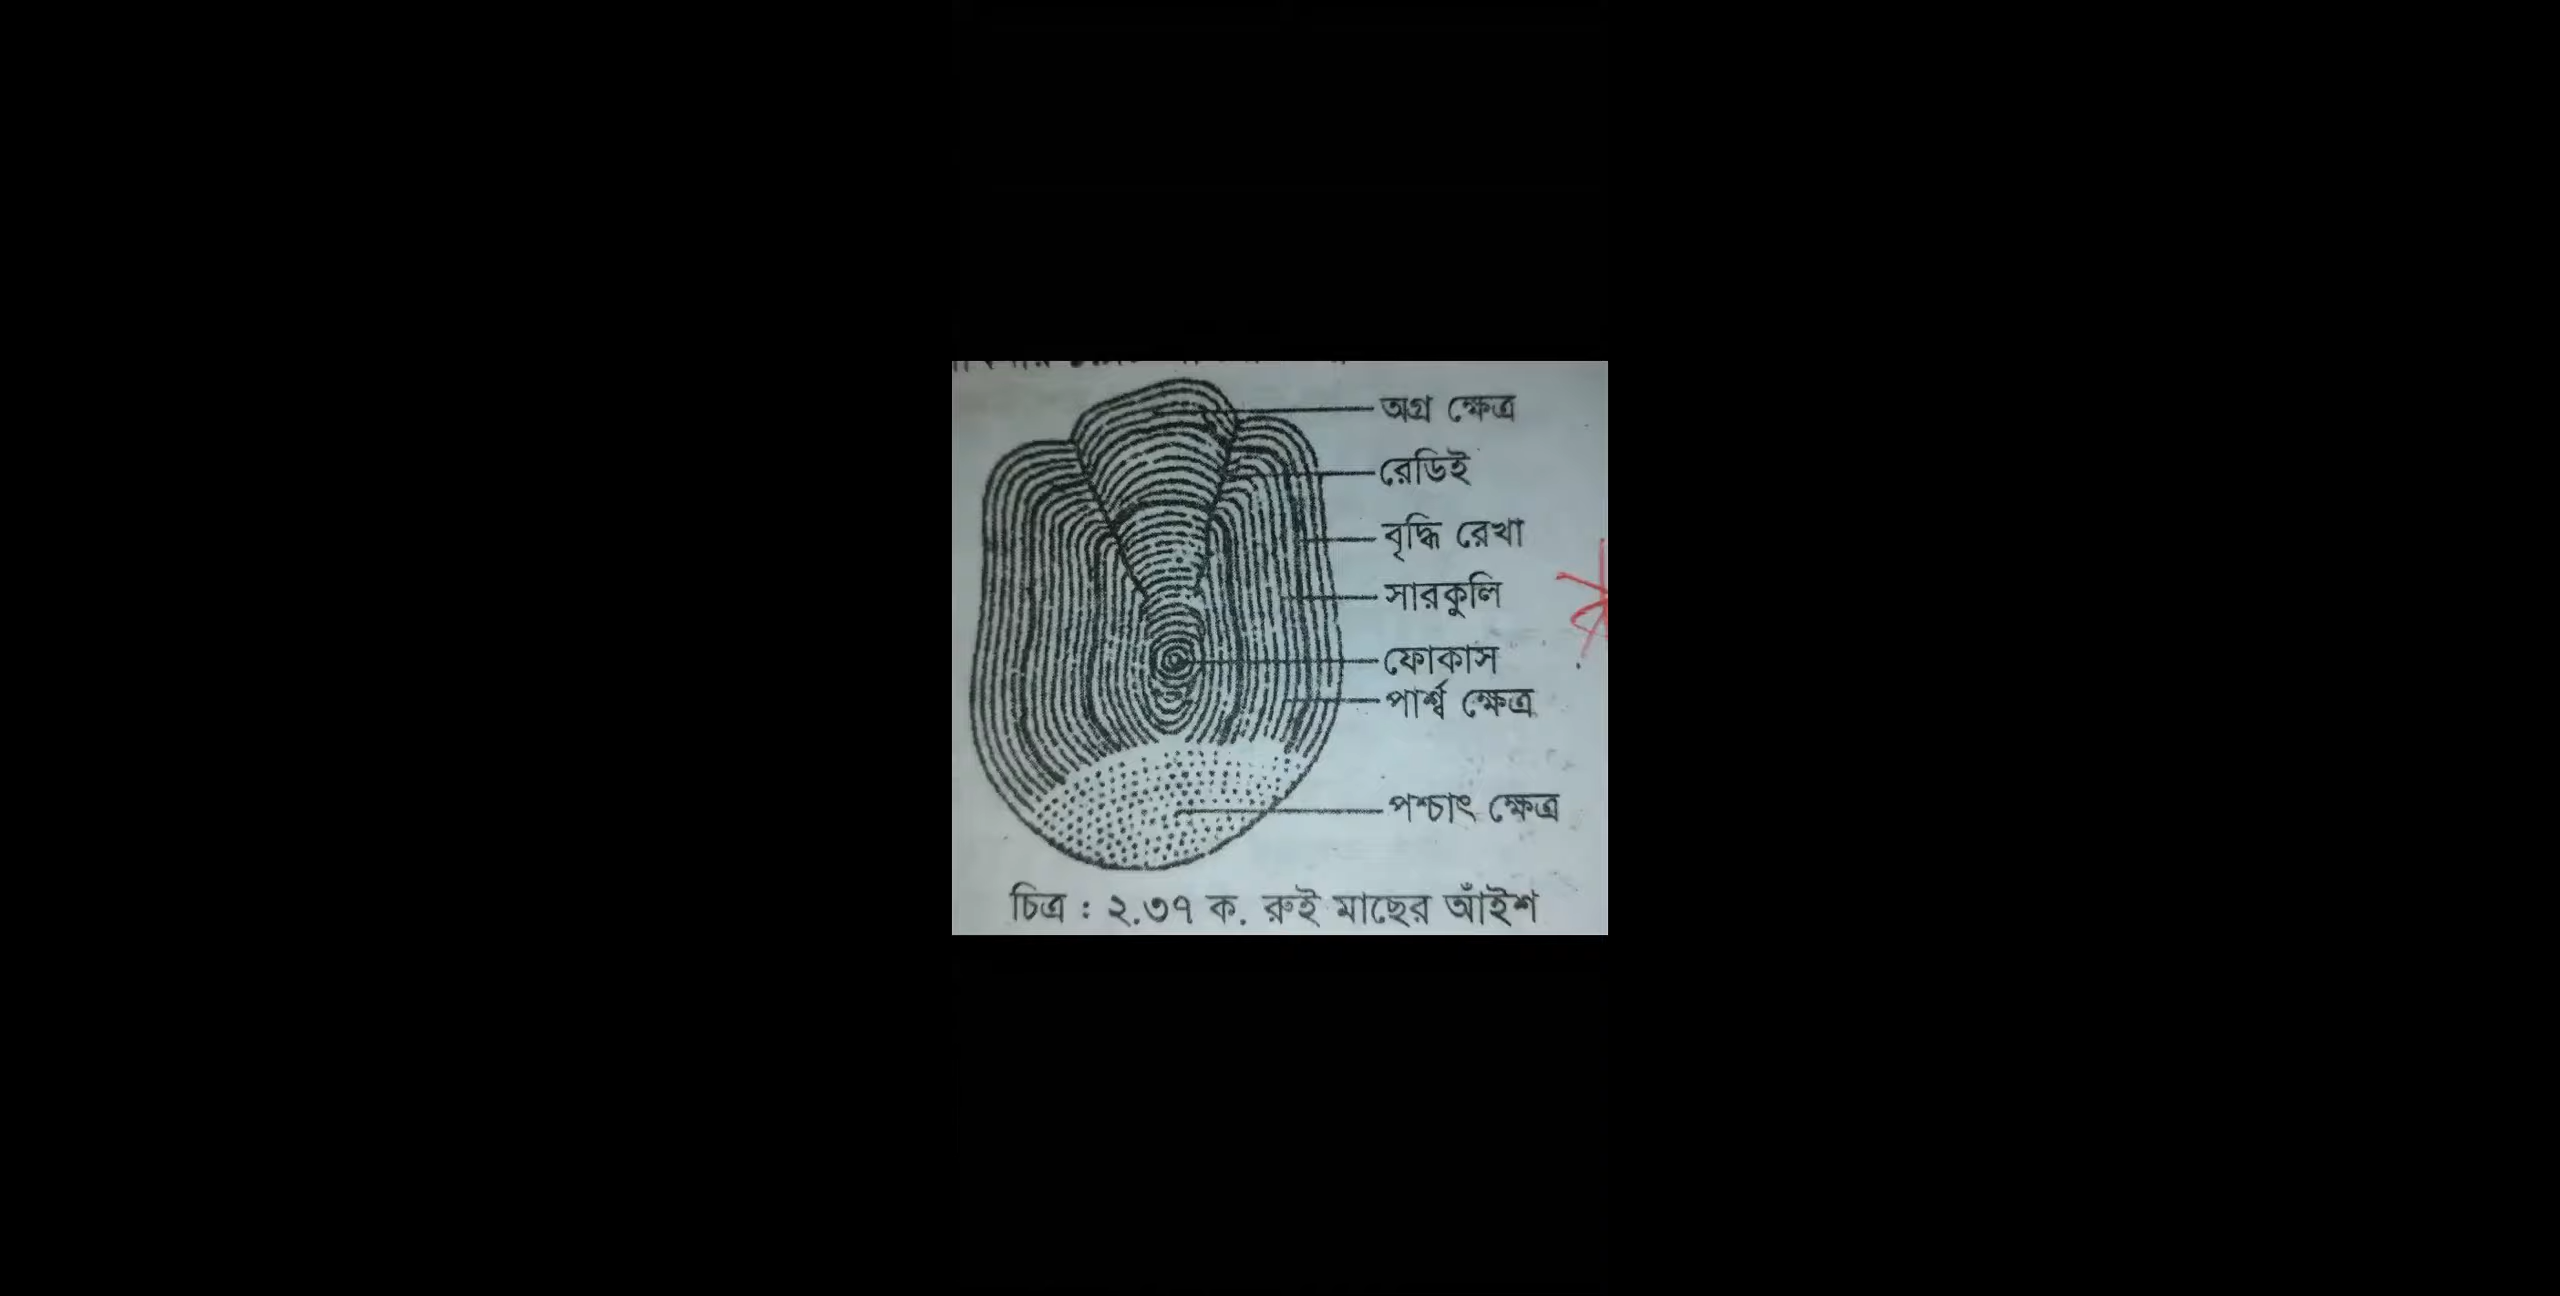 অগ্র ক্ষেত্র
রেডিই
বৃদ্ধি রেখা
সারকুলি
ফোকাস
পার্শ্ব ক্ষেত্র
পশ্চাৎ ক্ষেত্র
চিত্র : ২.৩৭ ক. রুই মাছের আঁইশ